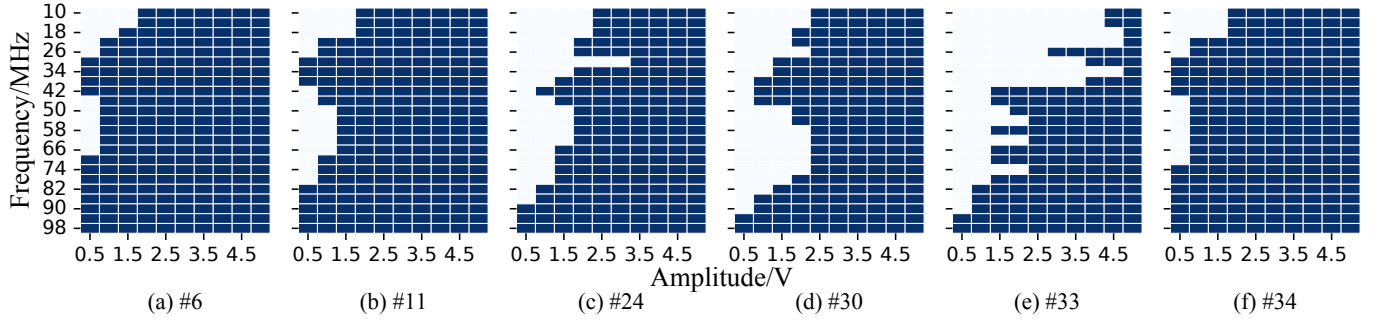 Frequency/MHz
10
18
26
34
42
50
58
66
74
82
90
98
0.5 1.5 2.5 3.5 4.5
0.5 1.5 2.5 3.5 4.5
0.5 1.5 2.5 3.5 4.5
0.5 1.5 2.5 3.5 4.5
0.5 1.5 2.5 3.5 4.5
0.5 1.5 2.5 3.5 4.5
Amplitude/V
(a) #6
(b) #11
(c) #24
(d) #30
(e) #33
(f) #34